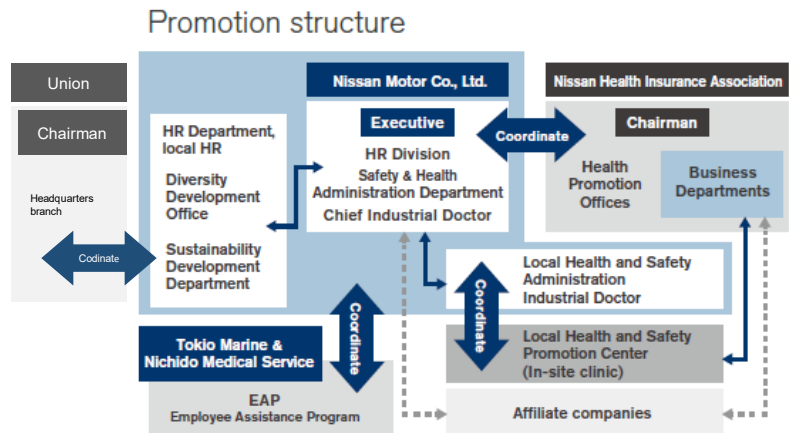 Promotion structure
Union
Chairman
Headquarters
branch
Codinate
HR Department,
local HR
Diversity
Development
Office
Sustainability
Development
Department
Nissan Motor Co., Ltd.
Executive
HR Division
Safety & Health
Administration Department
Chief Industrial Doctor
Coordinate
Nissan Health Insurance Association
Chairman
Health
Promotion
Offices
Business
Departments
Local Health and Safety
Administration
Industrial Doctor
Coordinate
Coordinate
Local Health and Safety
Promotion Center
(In-site clinic)
Tokio Marine &
Nichido Medical Service
EAP
Employee Assistance Program
Affiliate companies